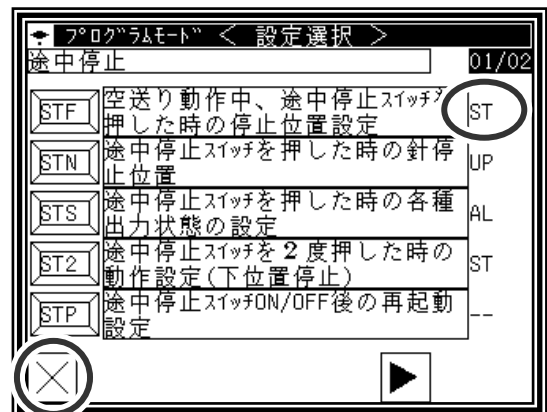 ﾌﾟﾛｸﾞﾗﾑﾓｰﾄﾞ ＜ 設定選択 ＞
途中停止 01/02
STF 空送り動作中、途中停止ｽｲｯﾁｦ ST
押した時の停止位置設定
STN 途中停止ｽｲｯﾁを押した時の針停 UP
止位置
STS 途中停止ｽｲｯﾁを押した時の各種 AL
出力状態の設定
ST2 途中停止ｽｲｯﾁを２度押した時の ST
動作設定(下位置停止)
STP 途中停止ｽｲｯﾁON/OFF後の再起動 --
設定